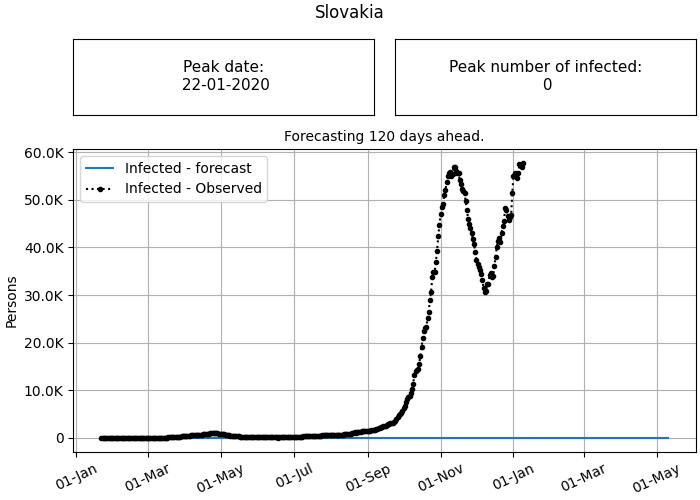 Slovakia
Peak date:
22-01-2020
Peak number of infected:
0
Forecasting 120 days ahead.
Infected - forecast
Infected - Observed
Persons
60.0K
50.0K
40.0K
30.0K
20.0K
10.0K
0
01-Jan
01-Mar
01-May
01-Jul
01-Sep
01-Nov
01-Jan
01-Mar
01-May